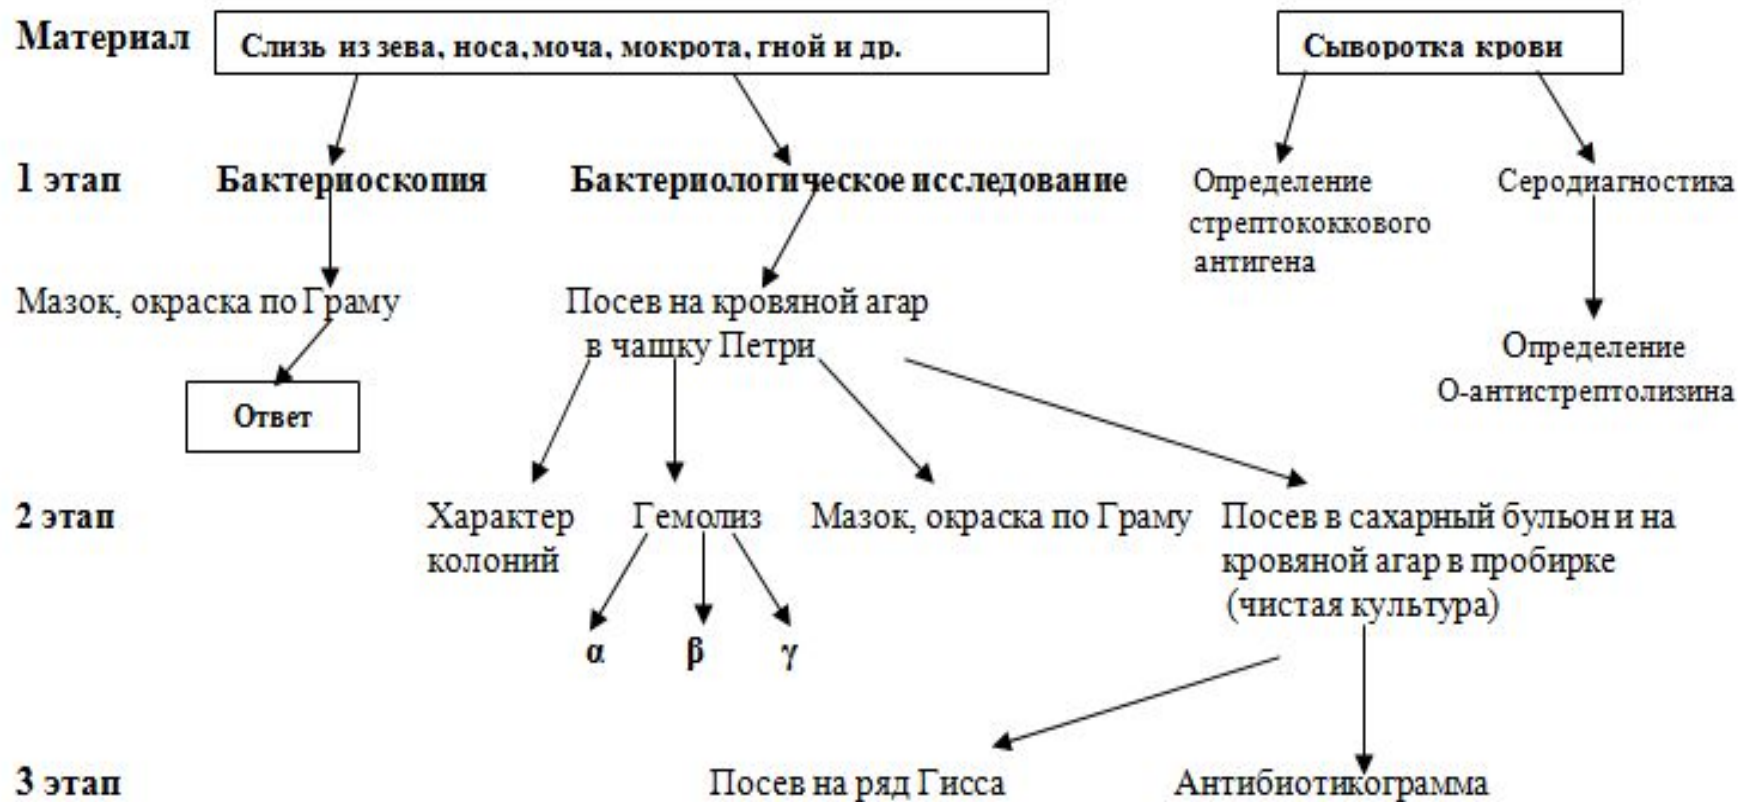 Материал
Слизь из зева, носа, моча, мокрота, гной и др.
Сыворотка крови
1 этап
Бактериоскопия
Бактериологическое исследование
Определение
стрептококкового
антигена
Серодиагностика
Мазок, окраска по Граму
Посев на кровяной агар
в чашку Петри
Определение
О-антистрептолизина
Ответ
2 этап
Характер
колоний
Гемолиз
Мазок, окраска по Граму
Посев в сахарный бульон и на
кровяной агар в пробирке
(чистая культура)
α
β
γ
3 этап
Посев на ряд Гисса
Антибиотикограмма